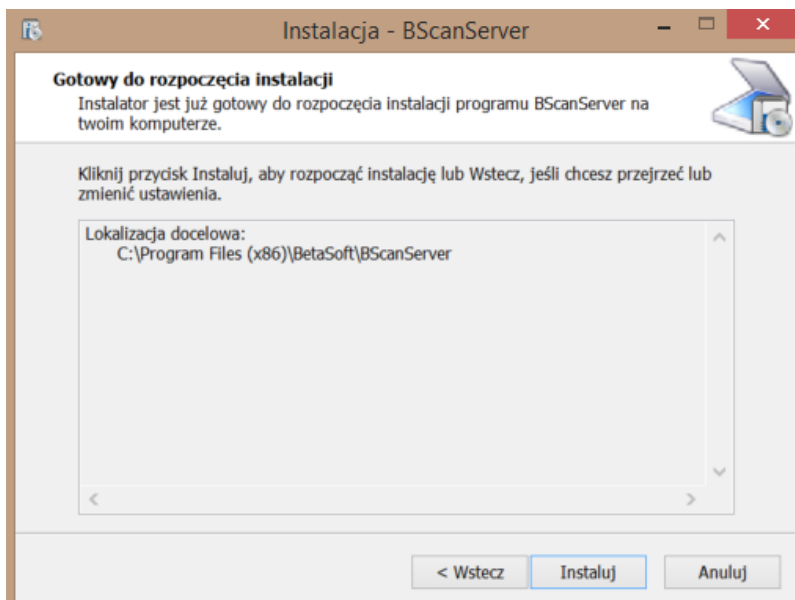 Instalacja - BScanServer
Gotowy do rozpoczęcia instalacji
Instalator jest już gotowy do rozpoczęcia instalacji programu BScanServer na
twoim komputerze.
Kliknij przycisk Instaluj, aby rozpocząć instalację lub Wstecz, jeśli chcesz przejrzeć lub
zmienić ustawienia.
Lokalizacja docelowa:
C:\Program Files (x86)\BetaSoft\BScanServer
< Wstecz
Instaluj
Anuluj